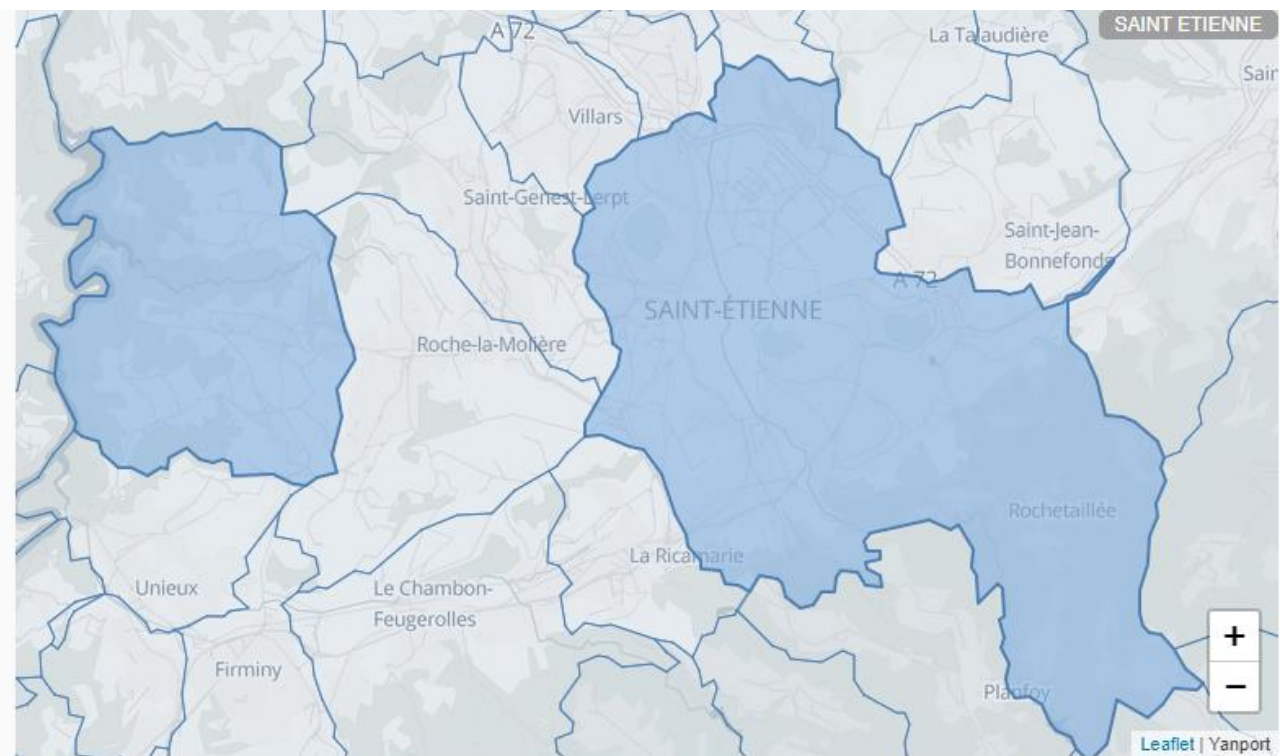 A 72
La Talaudière
SAINT ETIENNE
Sair
Villars
Saint-Genest-Lerpt
Saint-Jean-
Bonnefonds
A 72
SAINT-ÉTIENNE
Roche-la-Molière
Rochetaillée
La Ricamarie
Unieux
Le Chambon-
Feugerolles
+
Firminy
−
Planfoy
Leaflet | Yanport